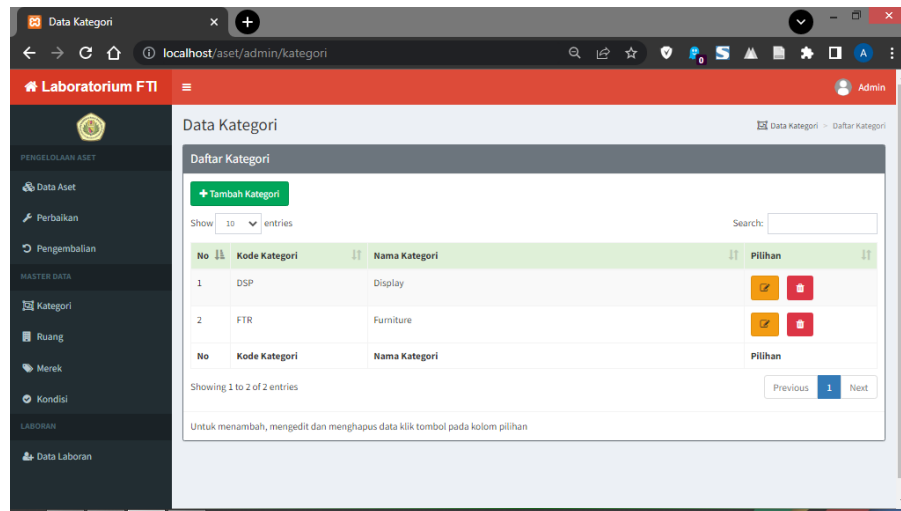 Data Kategori
localhost/aset/admin/kategori
0
A
Laboratorium FTI
Admin
PENGELOLAAN ASET
Data Aset
Perbaikan
Pengembalian
MASTER DATA
Kategori
Ruang
Merek
Kondisi
LABORAN
Data Laboran
Data Kategori
Data Kategori > Daftar Kategori
Daftar Kategori
Tambah Kategori
Show 10 entries
Search:
No Kode Kategori Nama Kategori Pilihan
1 DSP Display
2 FTR Furniture
No Kode Kategori Nama Kategori Pilihan
Showing 1 to 2 of 2 entries
Previous 1 Next
Untuk menambah, mengedit dan menghapus data klik tombol pada kolom pilihan